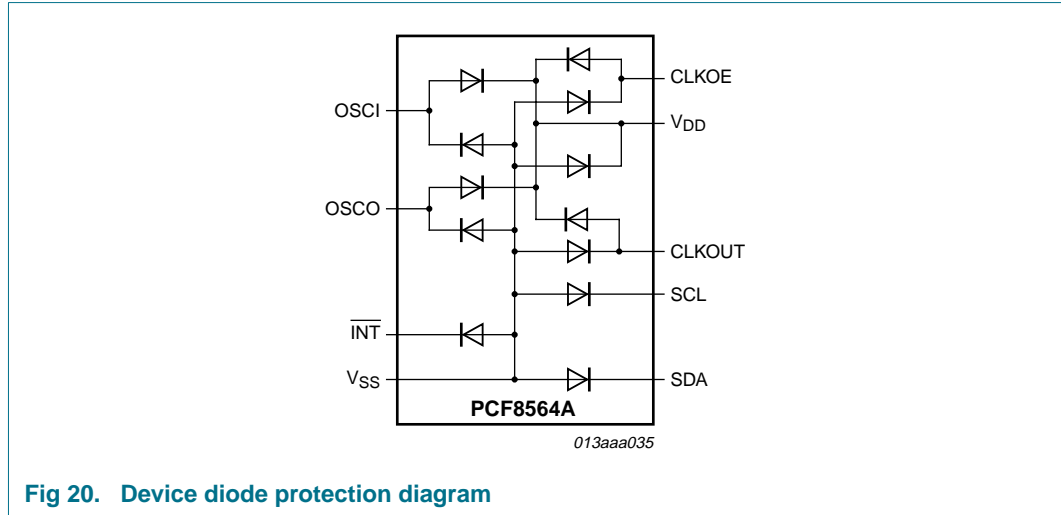 OSCI
OSCO
INT
VSS
CLKOE
VDD
CLKOUT
SCL
SDA
PCF8564A
013aaa035
Fig 20. Device diode protection diagram